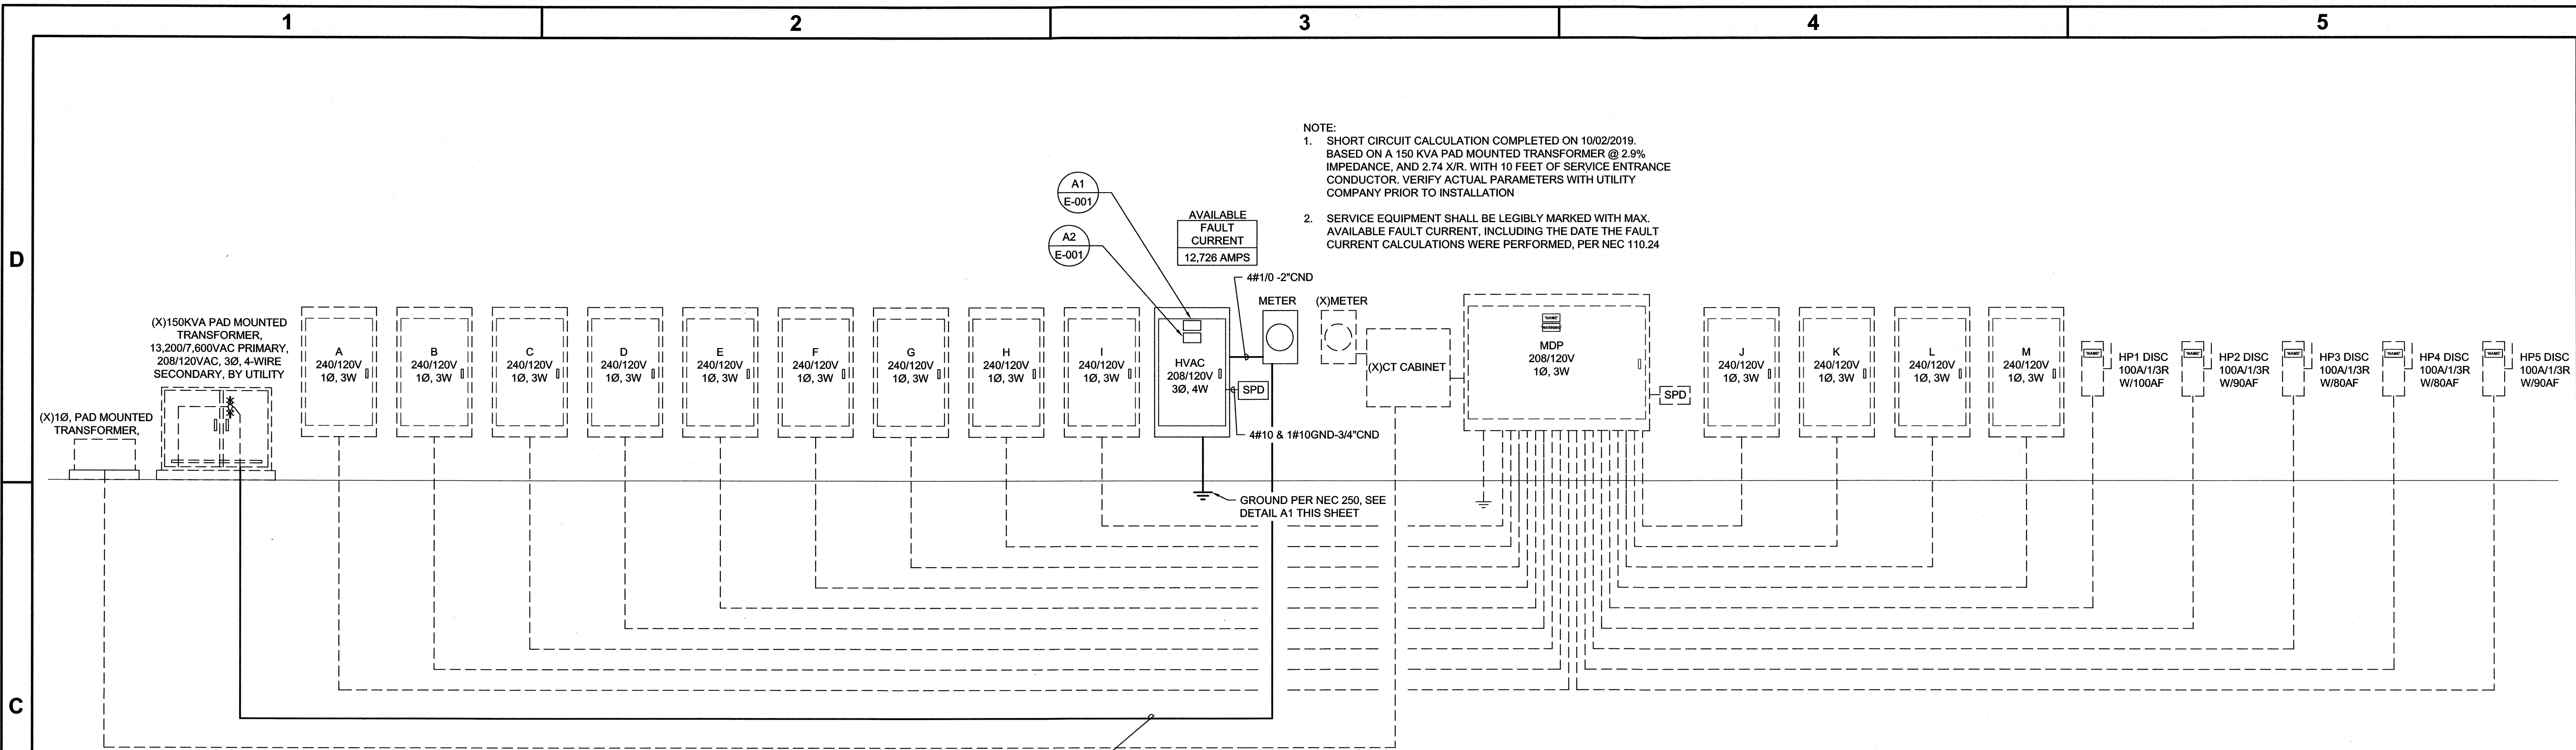 1
2
3
4
5
D
C
NOTE:
1. SHORT CIRCUIT CALCULATION COMPLETED ON 10/02/2019.
BASED ON A 150 KVA PAD MOUNTED TRANSFORMER @ 2.9%
IMPEDANCE, AND 2.74 X/R. WITH 10 FEET OF SERVICE ENTRANCE
CONDUCTOR. VERIFY ACTUAL PARAMETERS WITH UTILITY
COMPANY PRIOR TO INSTALLATION
2. SERVICE EQUIPMENT SHALL BE LEGIBLY MARKED WITH MAX.
AVAILABLE FAULT CURRENT, INCLUDING THE DATE THE FAULT
CURRENT CALCULATIONS WERE PERFORMED, PER NEC 110.24
A1
E-001
A2
E-001
AVAILABLE
FAULT
CURRENT
12,726 AMPS
4#1/0 -2"CND
METER
(X)METER
(X)150KVA PAD MOUNTED
TRANSFORMER,
13,200/7,600VAC PRIMARY,
208/120VAC, 3Ø, 4-WIRE
SECONDARY, BY UTILITY
(X)1Ø, PAD MOUNTED
TRANSFORMER,
A
240/120V
1Ø, 3W
B
240/120V
1Ø, 3W
C
240/120V
1Ø, 3W
D
240/120V
1Ø, 3W
E
240/120V
1Ø, 3W
F
240/120V
1Ø, 3W
G
240/120V
1Ø, 3W
H
240/120V
1Ø, 3W
I
240/120V
1Ø, 3W
HVAC
208/120V
3Ø, 4W
SPD
4#10 & 1#10GND-3/4"CND
GROUND PER NEC 250, SEE
DETAIL A1 THIS SHEET
(X)CT CABINET
"NAME"
"WARNING"
MDP
208/120V
1Ø, 3W
SPD
J
240/120V
1Ø, 3W
K
240/120V
1Ø, 3W
L
240/120V
1Ø, 3W
M
240/120V
1Ø, 3W
"NAME"
HP1 DISC
100A/1/3R
W/100AF
"NAME"
HP2 DISC
100A/1/3R
W/90AF
"NAME"
HP3 DISC
100A/1/3R
W/80AF
"NAME"
HP4 DISC
100A/1/3R
W/80AF
"NAME"
HP5 DISC
100A/1/3R
W/90AF